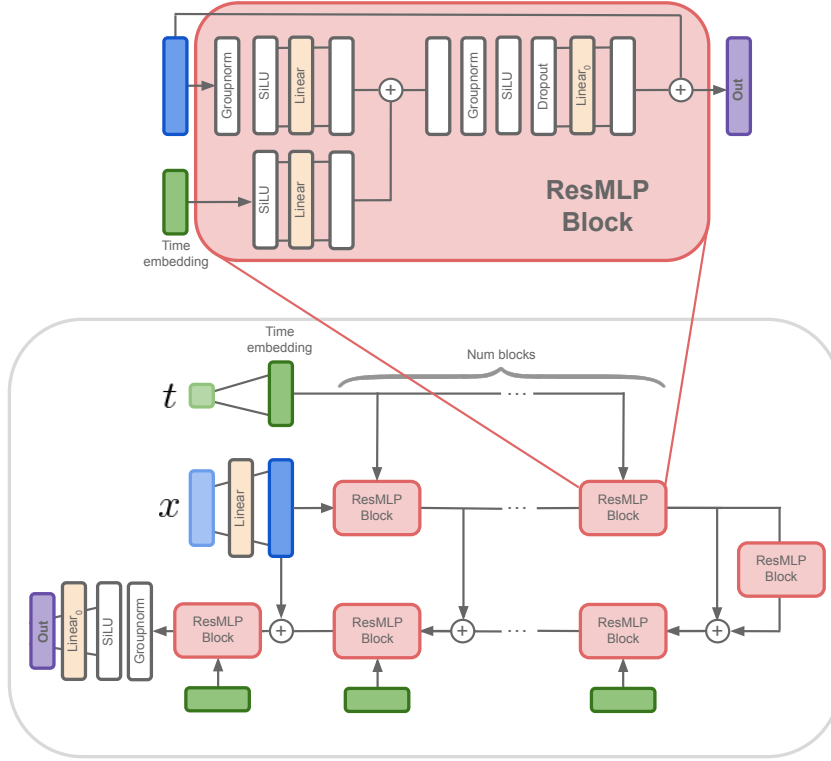 Groupnorm
SiLU
Linear
+
Groupnorm
SiLU
Dropout
Linear₀
+
Out
SiLU
Linear
ResMLP
Block
Time
embedding
Time
embedding
Num blocks
t
...
x
Linear
ResMLP
Block
...
ResMLP
Block
ResMLP
Block
Out
Linear₀
SiLU
Groupnorm
ResMLP
Block
+
ResMLP
Block
+
...
ResMLP
Block
+